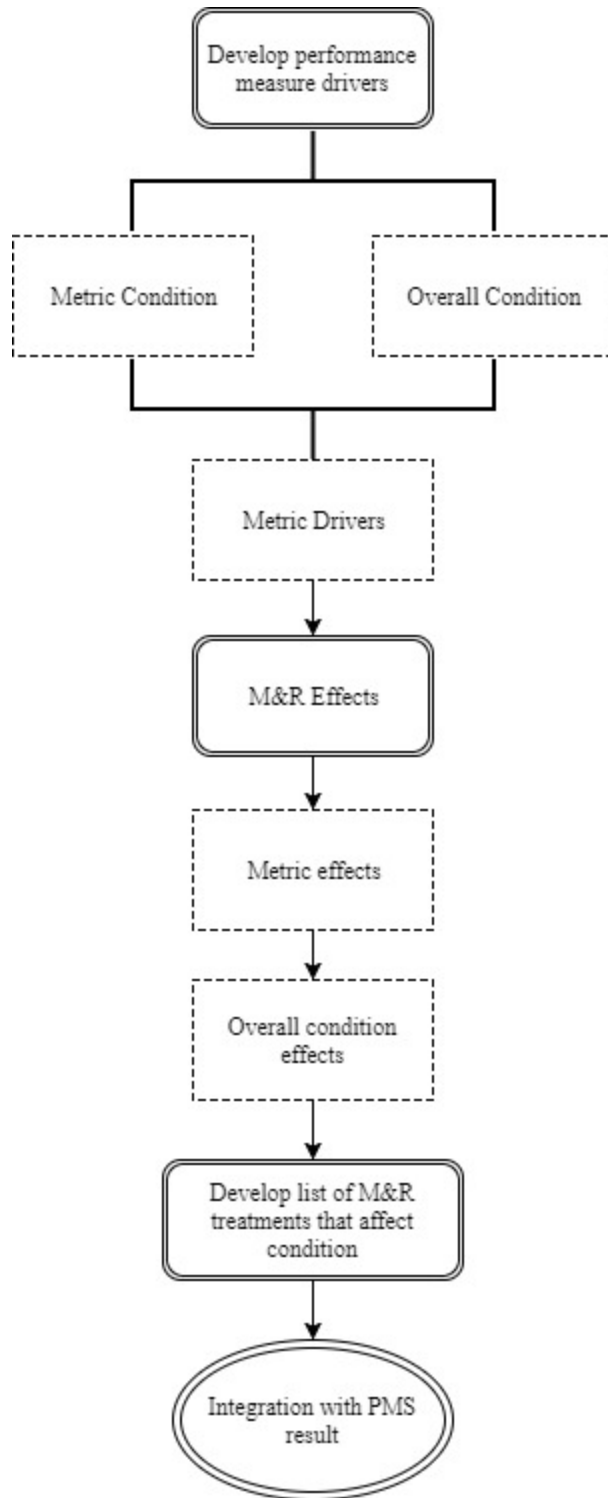 Develop performance
measure drivers
Metric Condition
Overall Condition
Metric Drivers
M&R Effects
Metric effects
Overall condition
effects
Develop list of M&R
treatments that affect
condition
Integration with PMS
result